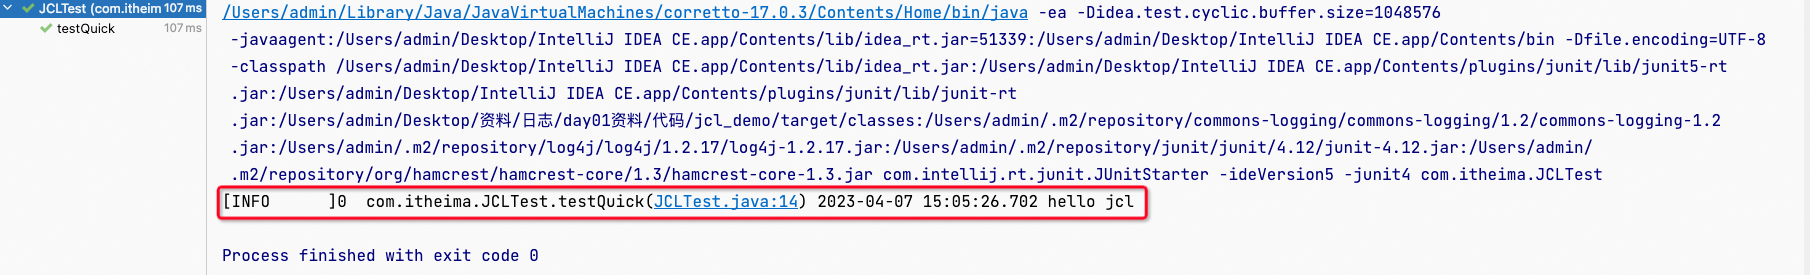 JCLTest (com.itheim 107 ms
testQuick 107 ms
/Users/admin/Library/Java/JavaVirtualMachines/corretto-17.0.3/Contents/Home/bin/java -ea -Didea.test.cyclic.buffer.size=1048576
-javaagent:/Users/admin/Desktop/IntelliJ IDEA CE.app/Contents/lib/idea_rt.jar=51339:/Users/admin/Desktop/IntelliJ IDEA CE.app/Contents/bin -Dfile.encoding=UTF-8
-classpath /Users/admin/Desktop/IntelliJ IDEA CE.app/Contents/lib/idea_rt.jar:/Users/admin/Desktop/IntelliJ IDEA CE.app/Contents/plugins/junit/lib/junit5-rt
.jar:/Users/admin/Desktop/IntelliJ IDEA CE.app/Contents/plugins/junit/lib/junit-rt
.jar:/Users/admin/Desktop/资料/日志/day01资料/代码/jcl_demo/target/classes:/Users/admin/.m2/repository/commons-logging/commons-logging/1.2/commons-logging-1.2
.jar:/Users/admin/.m2/repository/log4j/log4j/1.2.17/log4j-1.2.17.jar:/Users/admin/.m2/repository/junit/junit/4.12/junit-4.12.jar:/Users/admin/
.m2/repository/org/hamcrest/hamcrest-core/1.3/hamcrest-core-1.3.jar com.intellij.rt.junit.JUnitStarter -ideVersion5 -junit4 com.itheima.JCLTest
[INFO      ]0  com.itheima.JCLTest.testQuick(JCLTest.java:14) 2023-04-07 15:05:26.702 hello jcl
Process finished with exit code 0